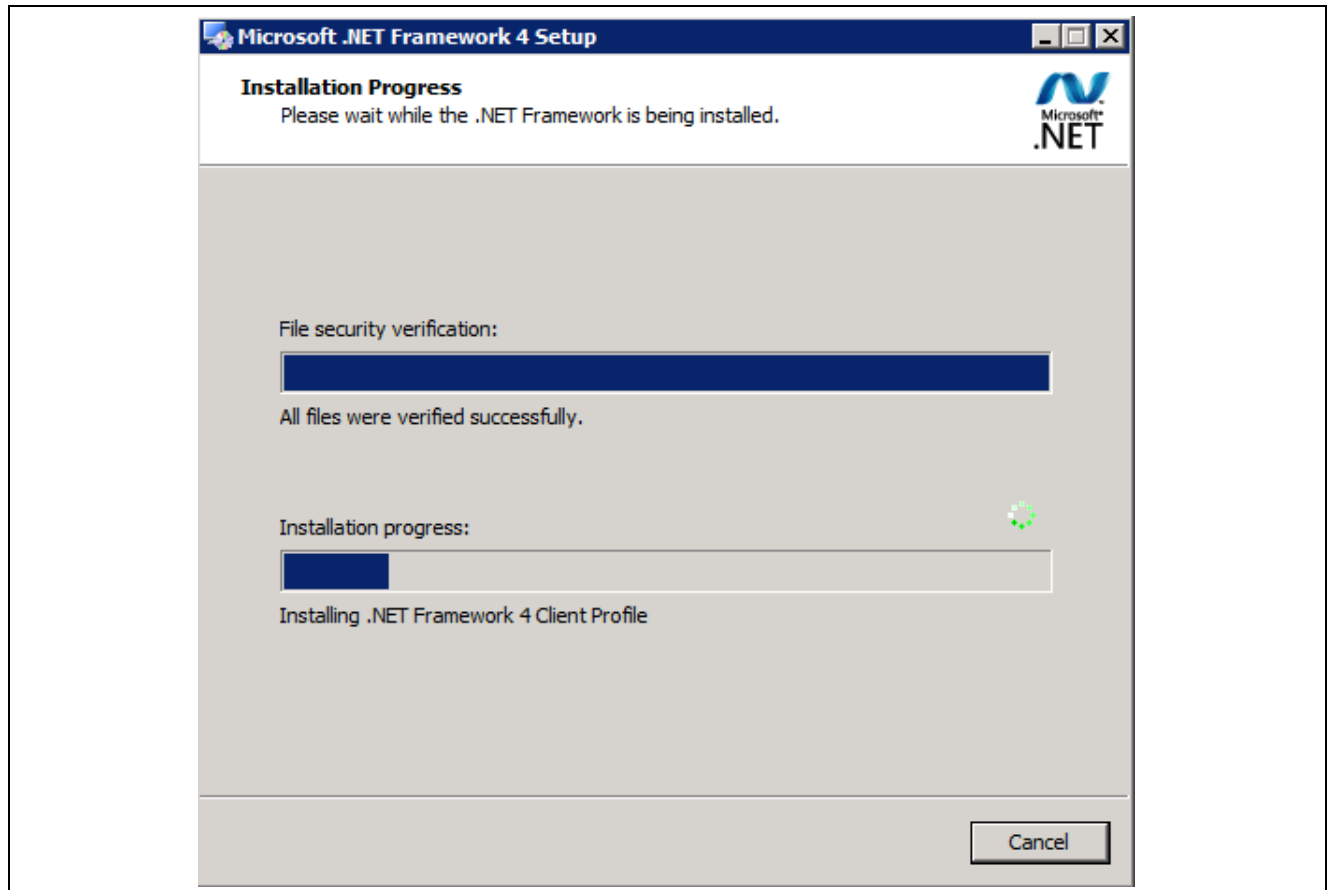 Microsoft .NET Framework 4 Setup
Installation Progress
Please wait while the .NET Framework is being installed.
Microsoft®
.NET
File security verification:
All files were verified successfully.
Installation progress:
Installing .NET Framework 4 Client Profile
Cancel